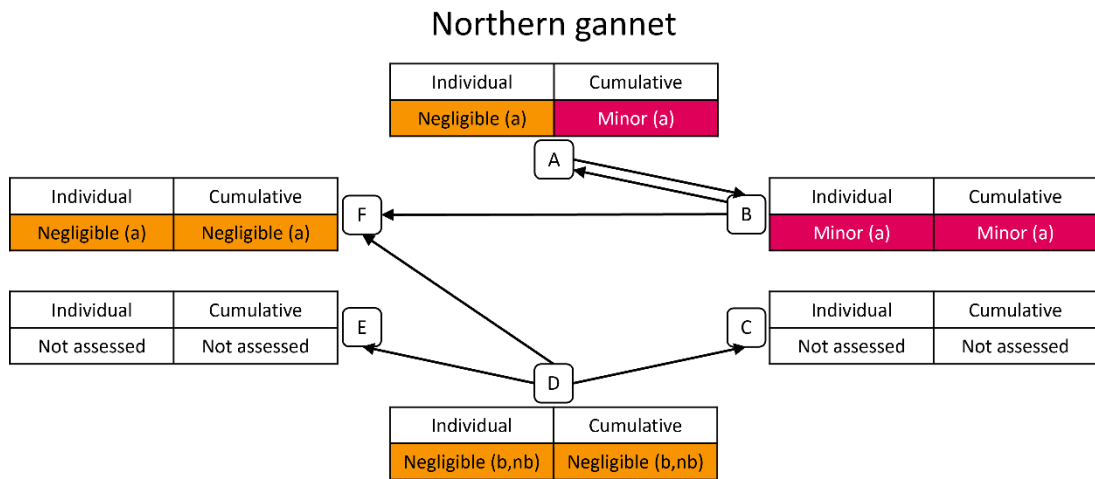 Northern gannet
Individual Cumulative
Negligible (a) Minor (a)
A
Individual Cumulative
Negligible (a) Negligible (a)
F
B
Individual Cumulative
Minor (a) Minor (a)
Individual Cumulative
Not assessed Not assessed
E
C
Individual Cumulative
Not assessed Not assessed
D
Individual Cumulative
Negligible (b,nb) Negligible (b,nb)